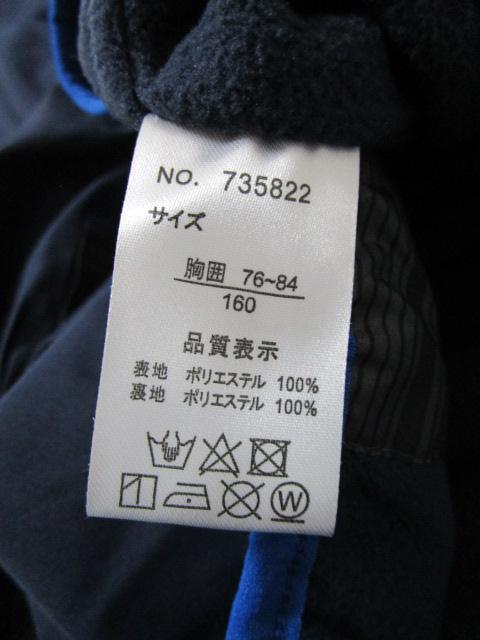 NO. 735822
サイズ
胸囲 76~84
160
品質表示
表地 ポリエステル 100%
裏地 ポリエステル 100%
W